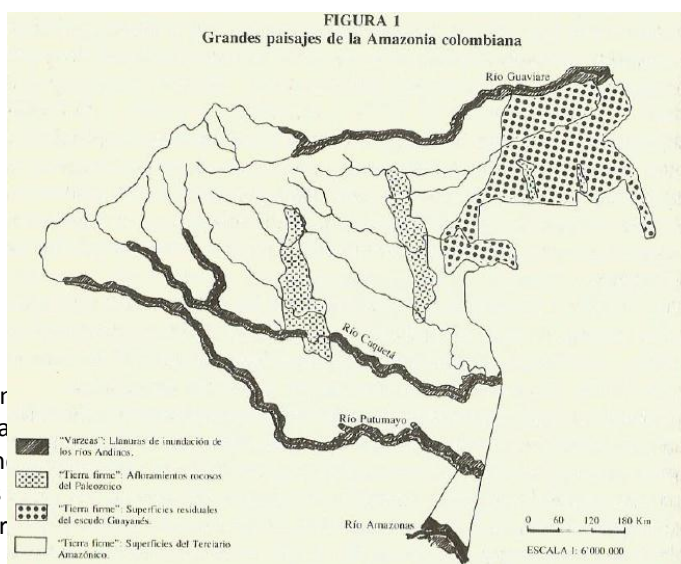 FIGURA 1
Grandes paisajes de la Amazonia colombiana
Río Guaviare
Río Caquetá
Río Putumayo
Río Amazonas
"Varzeas": Llanuras de inundación de
los ríos Andinos.
"Tierra firme": Afloramientos rocosos
del Paleozoico
"Tierra firme": Superficies residuales
del escudo Guayanés.
"Tierra firme": Superficies del Terciario
Amazónico.
0 60 120 180 Km
ESCALA 1: 6'000.000